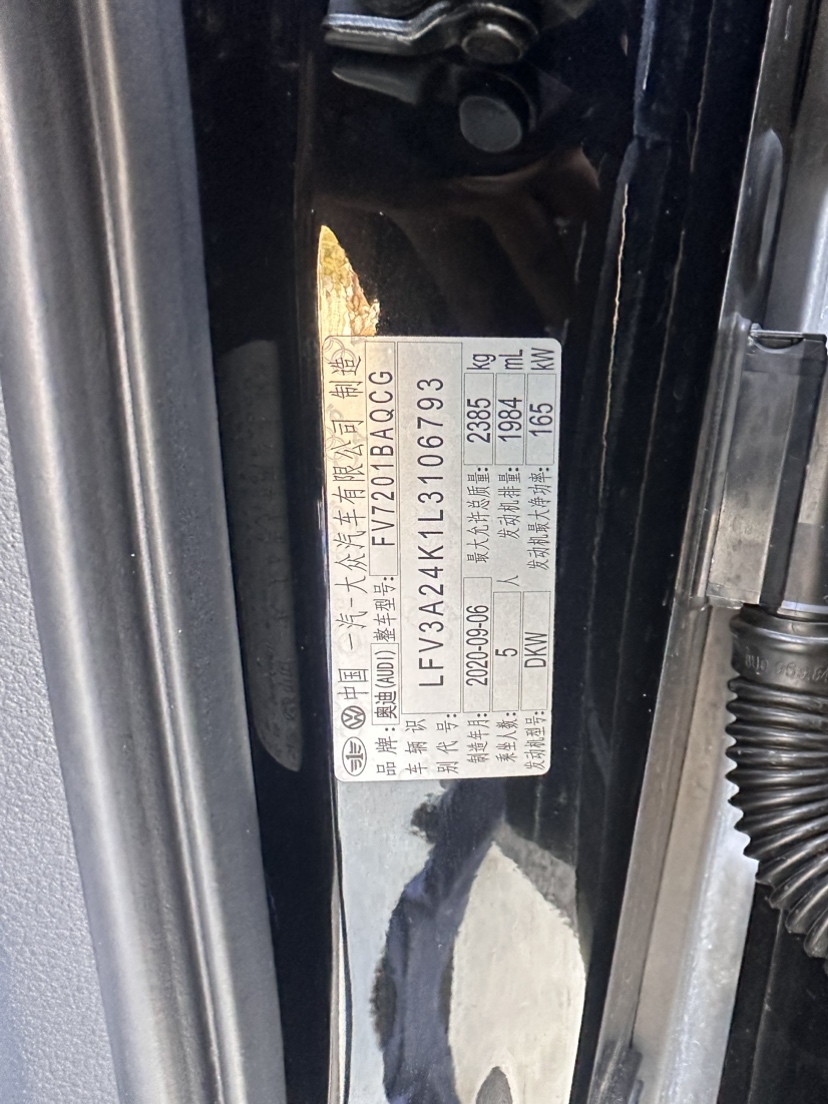 中国 一汽-大众汽车有限公司 制造
品牌: 奥迪(AUDI) 整车型号: FV7201BAQCG
车辆识别代号: LFV3A24K1L3106793
制造年月: 2020-09-06 最大允许总质量: 2385 kg
乘坐人数: 5 人 发动机排量: 1984 mL
发动机型号: DKW 发动机最大净功率: 165 kW